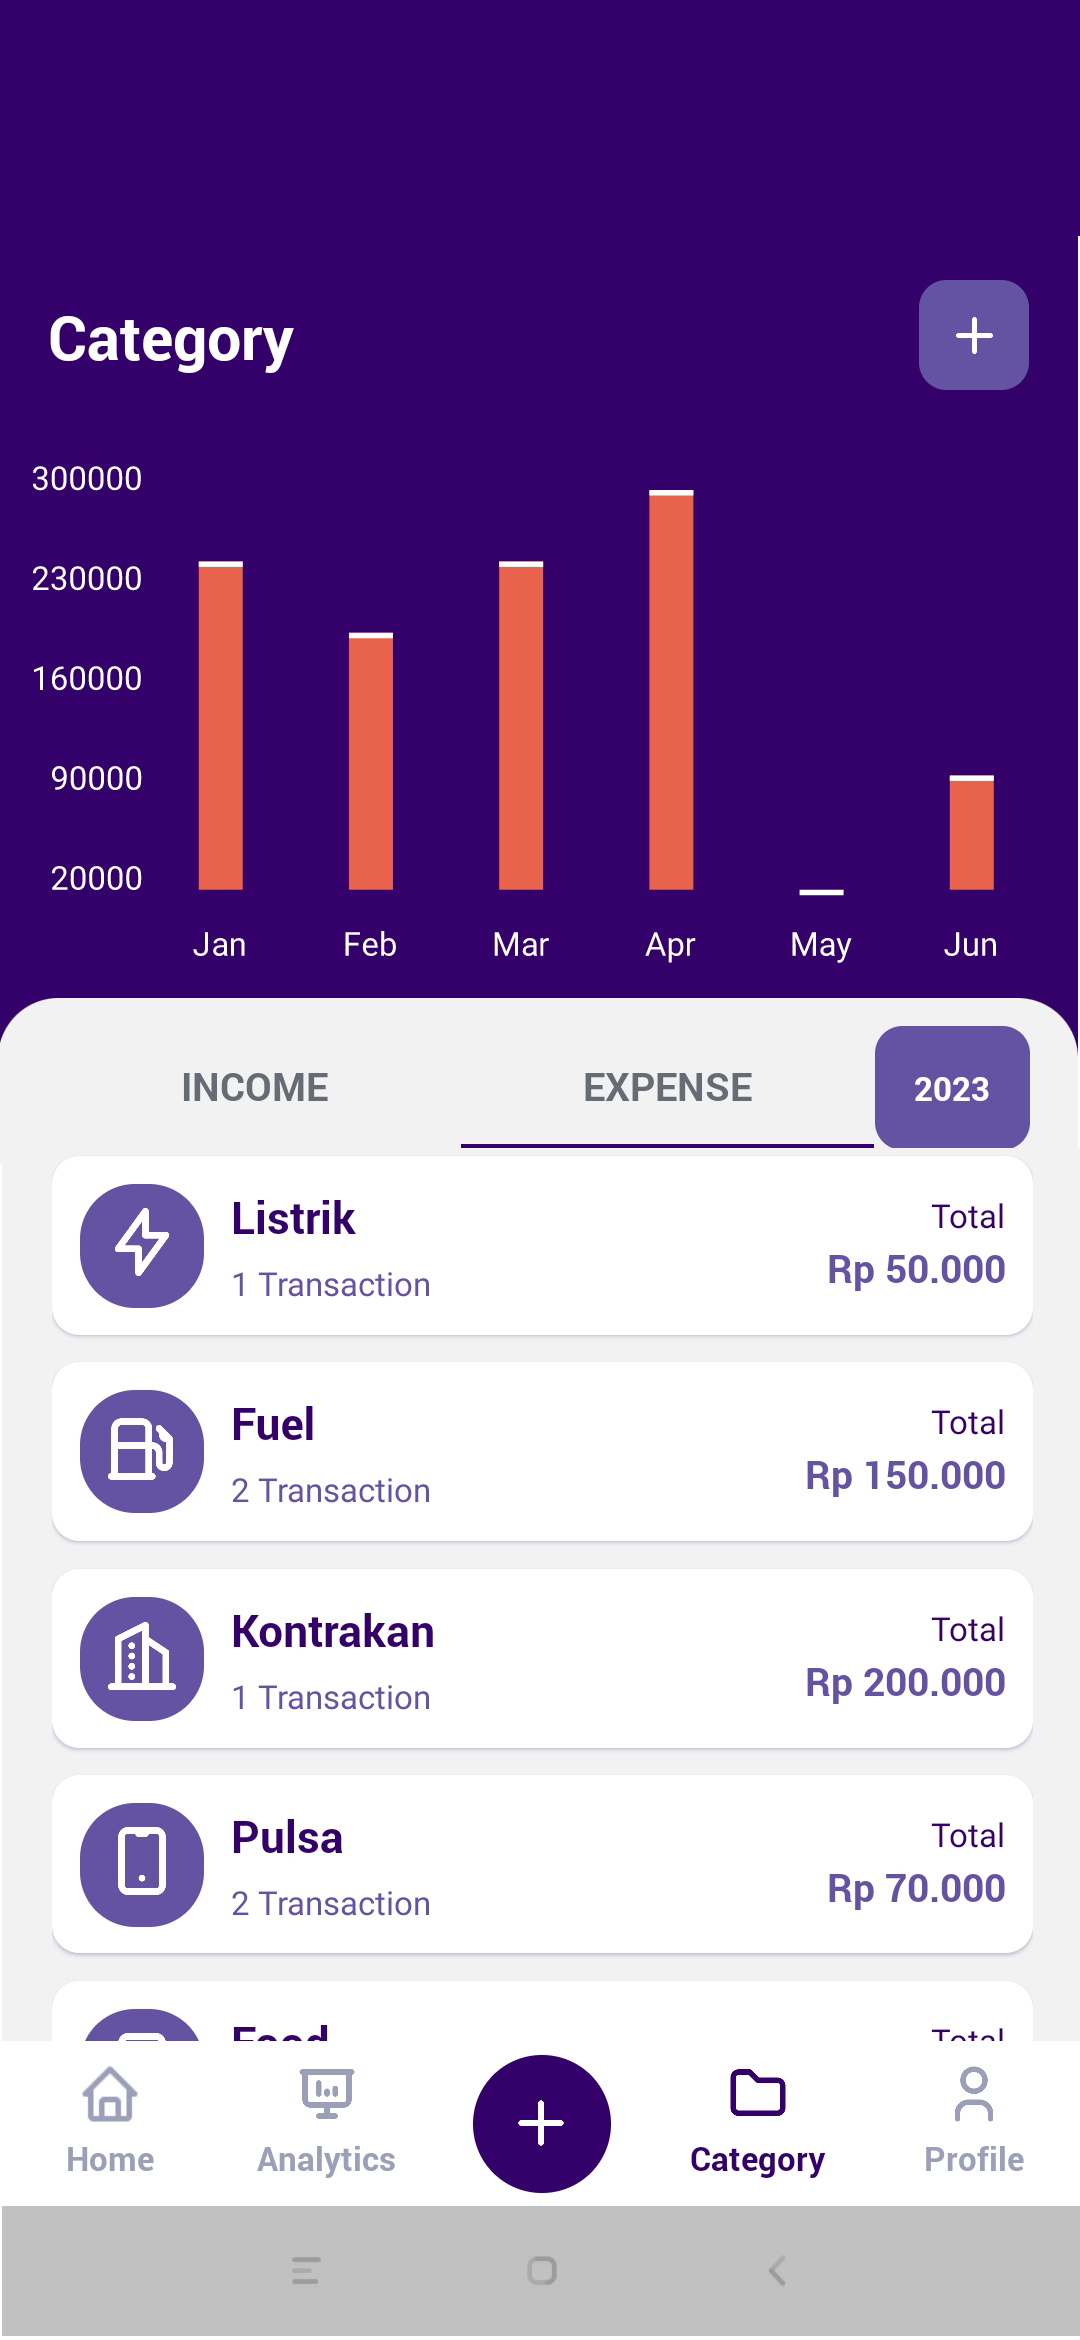 Category
300000
230000
160000
90000
20000
Jan Feb Mar Apr May Jun
INCOME EXPENSE 2023
Listrik
1 Transaction
Total
Rp 50.000
Fuel
2 Transaction
Total
Rp 150.000
Kontrakan
1 Transaction
Total
Rp 200.000
Pulsa
2 Transaction
Total
Rp 70.000
Food
Total
Home Analytics Category Profile